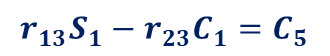 r₁₃S₁ − r₂₃C₁ = C₅